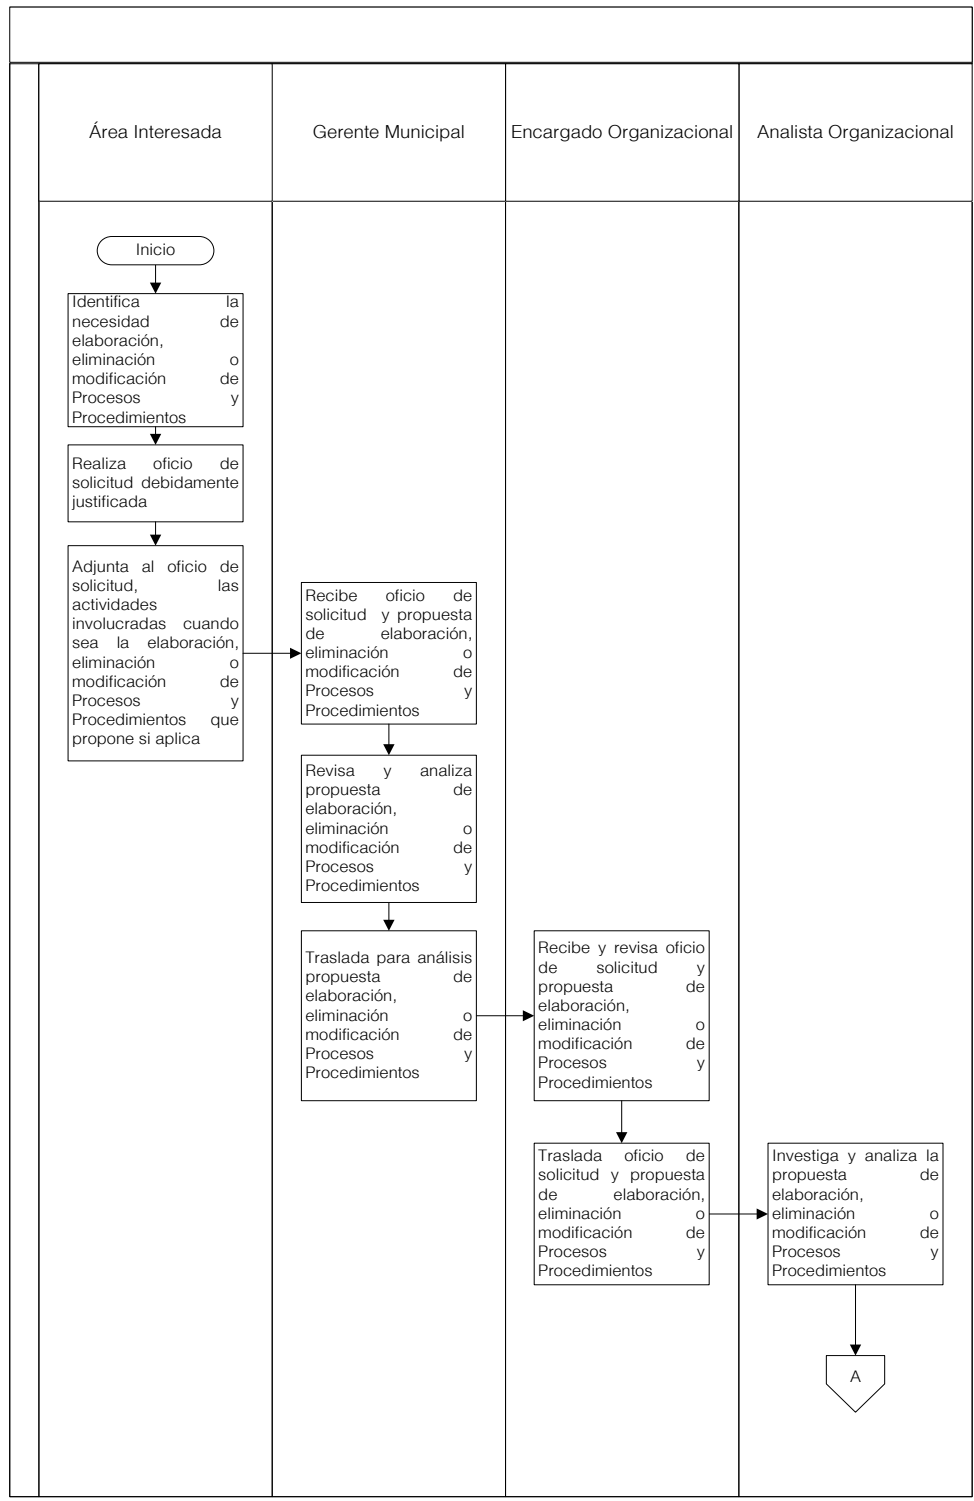 Área Interesada
Gerente Municipal
Encargado Organizacional
Analista Organizacional
Inicio
Identifica la
necesidad de
elaboración,
eliminación o
modificación de
Procesos y
Procedimientos
Realiza oficio de
solicitud debidamente
justificada
Adjunta al oficio de
solicitud, las
actividades
involucradas cuando
sea la elaboración,
eliminación o
modificación de
Procesos y
Procedimientos que
propone si aplica
Recibe oficio de
solicitud y propuesta
de elaboración,
eliminación o
modificación de
Procesos y
Procedimientos
Revisa y analiza
propuesta de
elaboración,
eliminación o
modificación de
Procesos y
Procedimientos
Traslada para análisis
propuesta de
elaboración,
eliminación o
modificación de
Procesos y
Procedimientos
Recibe y revisa oficio
de solicitud y
propuesta de
elaboración,
eliminación o
modificación de
Procesos y
Procedimientos
Traslada oficio de
solicitud y propuesta
de elaboración,
eliminación o
modificación de
Procesos y
Procedimientos
Investiga y analiza la
propuesta de
elaboración,
eliminación o
modificación de
Procesos y
Procedimientos
A